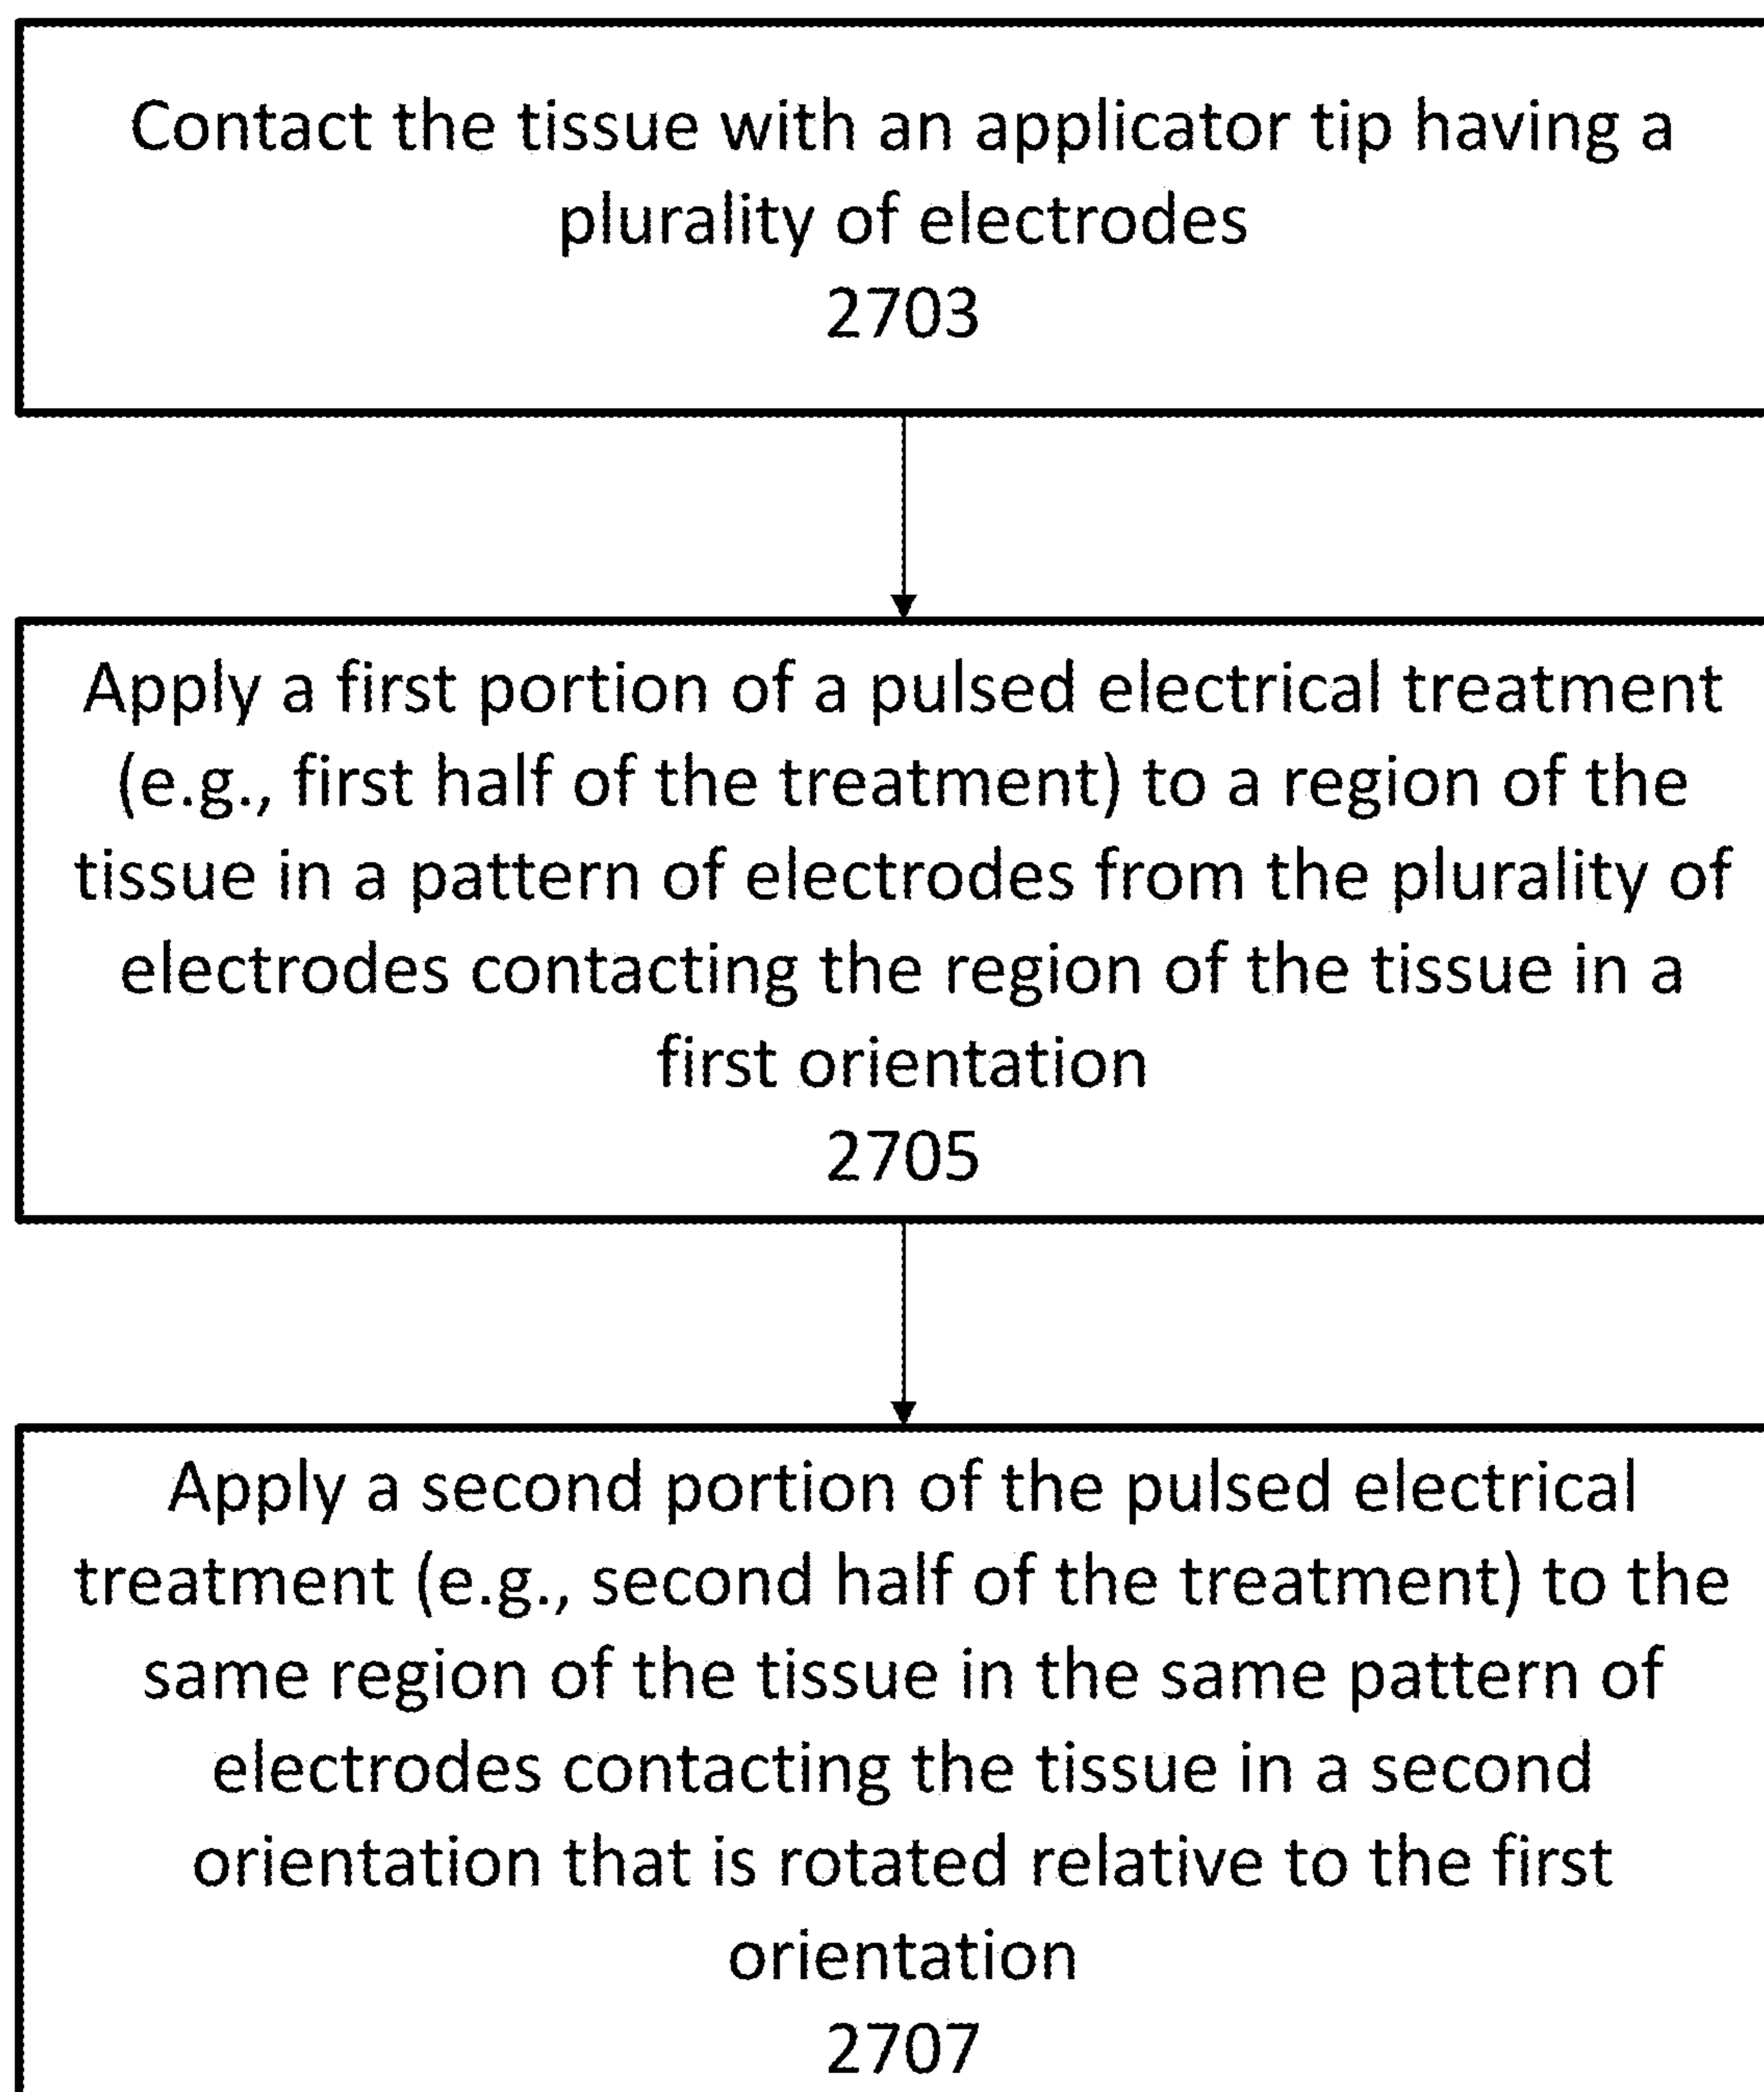 Contact the tissue with an applicator tip having a
plurality of electrodes
2703
Apply a first portion of a pulsed electrical treatment
(e.g., first half of the treatment) to a region of the
tissue in a pattern of electrodes from the plurality of
electrodes contacting the region of the tissue in a
first orientation
2705
Apply a second portion of the pulsed electrical
treatment (e.g., second half of the treatment) to the
same region of the tissue in the same pattern of
electrodes contacting the tissue in a second
orientation that is rotated relative to the first
orientation
2707